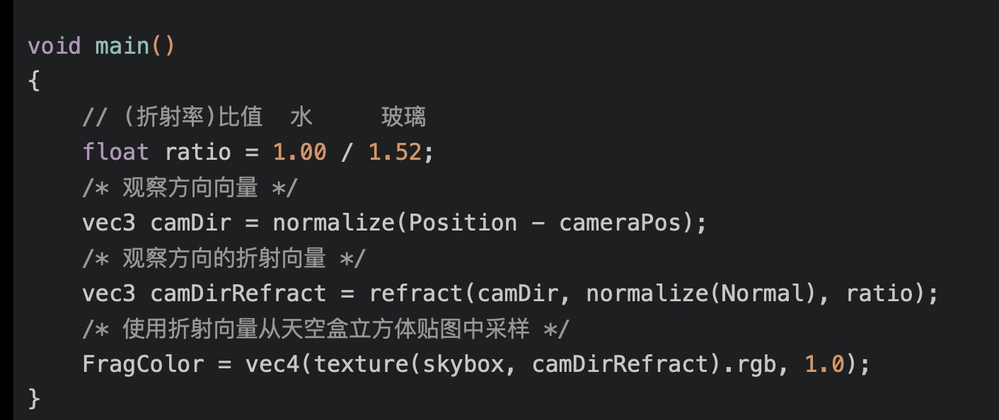 void main()
{
    // (折射率)比值  水     玻璃
    float ratio = 1.00 / 1.52;
    /* 观察方向向量 */
    vec3 camDir = normalize(Position - cameraPos);
    /* 观察方向的折射向量 */
    vec3 camDirRefract = refract(camDir, normalize(Normal), ratio);
    /* 使用折射向量从天空盒立方体贴图中采样 */
    FragColor = vec4(texture(skybox, camDirRefract).rgb, 1.0);
}